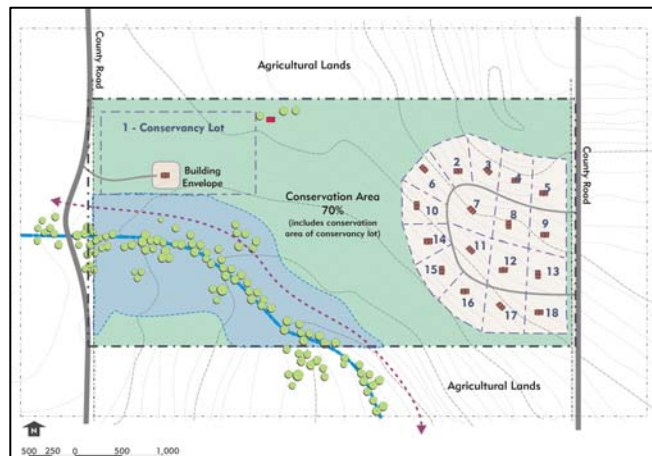 County Road
Agricultural Lands
1 - Conservancy Lot
Building
Envelope
Conservation Area
70%
(includes conservation
area of conservancy lot)
County Road
2
3
4
5
6
7
8
9
10
11
12
13
14
15
16
17
18
Agricultural Lands
N
500 250 0 500 1,000